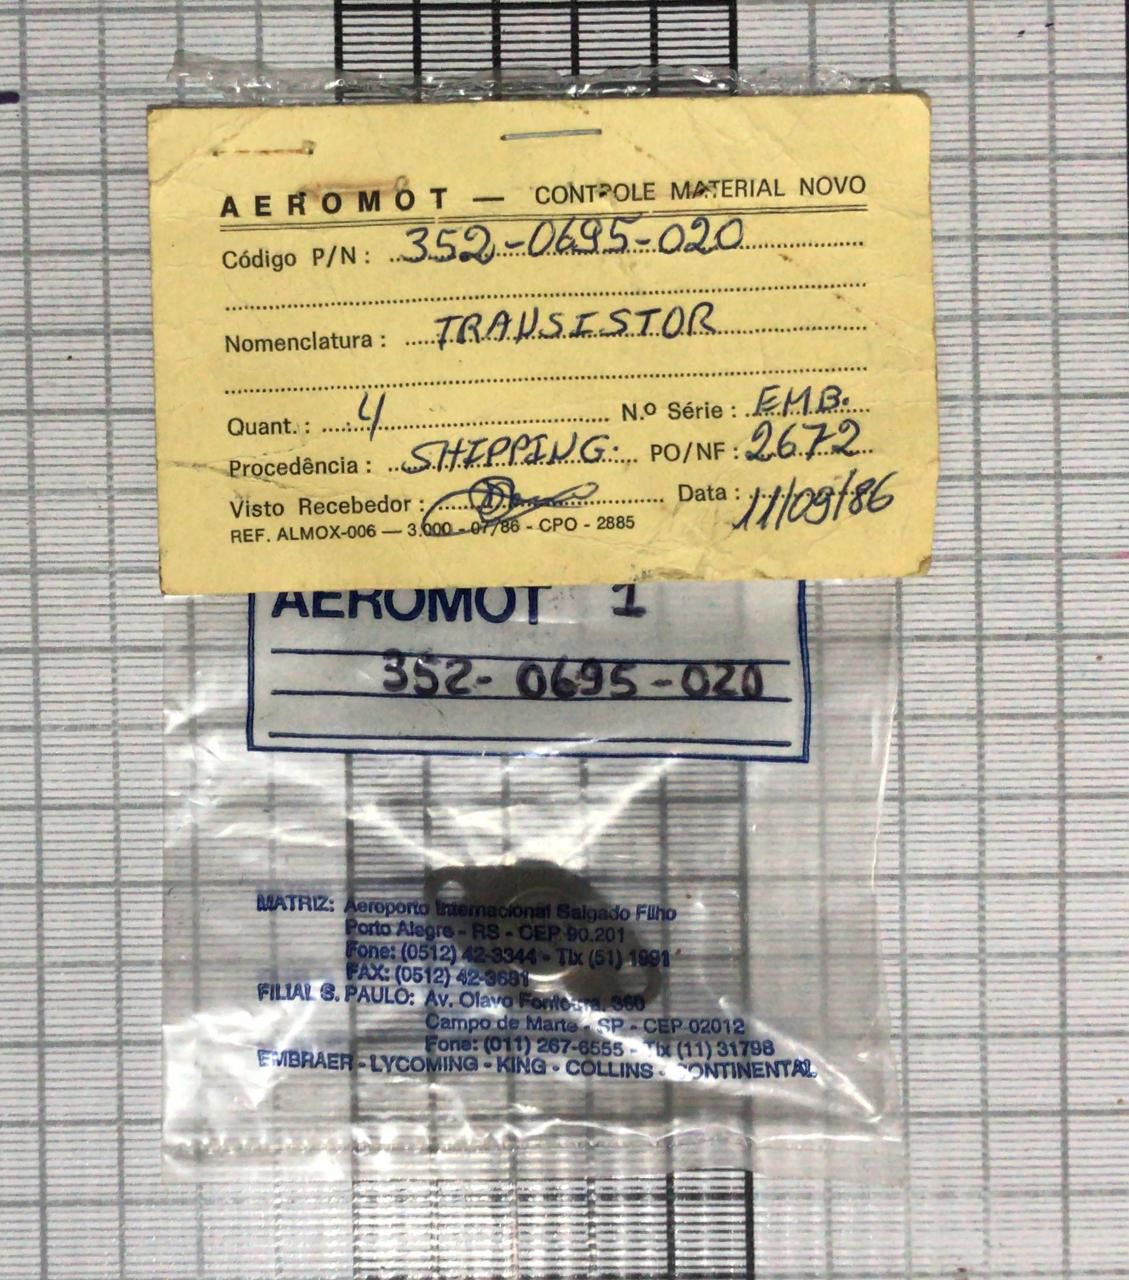 AEROMOT — CONTROLE MATERIAL NOVO
Código P/N : 352-0695-020
Nomenclatura : TRANSISTOR
Quant. : 4 N.º Série : EMB.
Procedência : SHIPPING. PO/NF : 2672
Visto Recebedor : Data : 11/09/86
REF. ALMOX-006 — 3.000 - 07/86 - CPO - 2885
AEROMOT 1
352-0695-020
MATRIZ: Aeroporto Internacional Salgado Filho
Porto Alegre - RS - CEP 90.201
Fone: (0512) 42-3344 - Tlx (51) 1991
FAX: (0512) 42-3681
FILIAL S. PAULO: Av. Olavo Fontoura, 360
Campo de Marte - SP - CEP 02012
Fone: (011) 267-6555 - Tlx (11) 31798
EMBRAER - LYCOMING - KING - COLLINS - CONTINENTAL